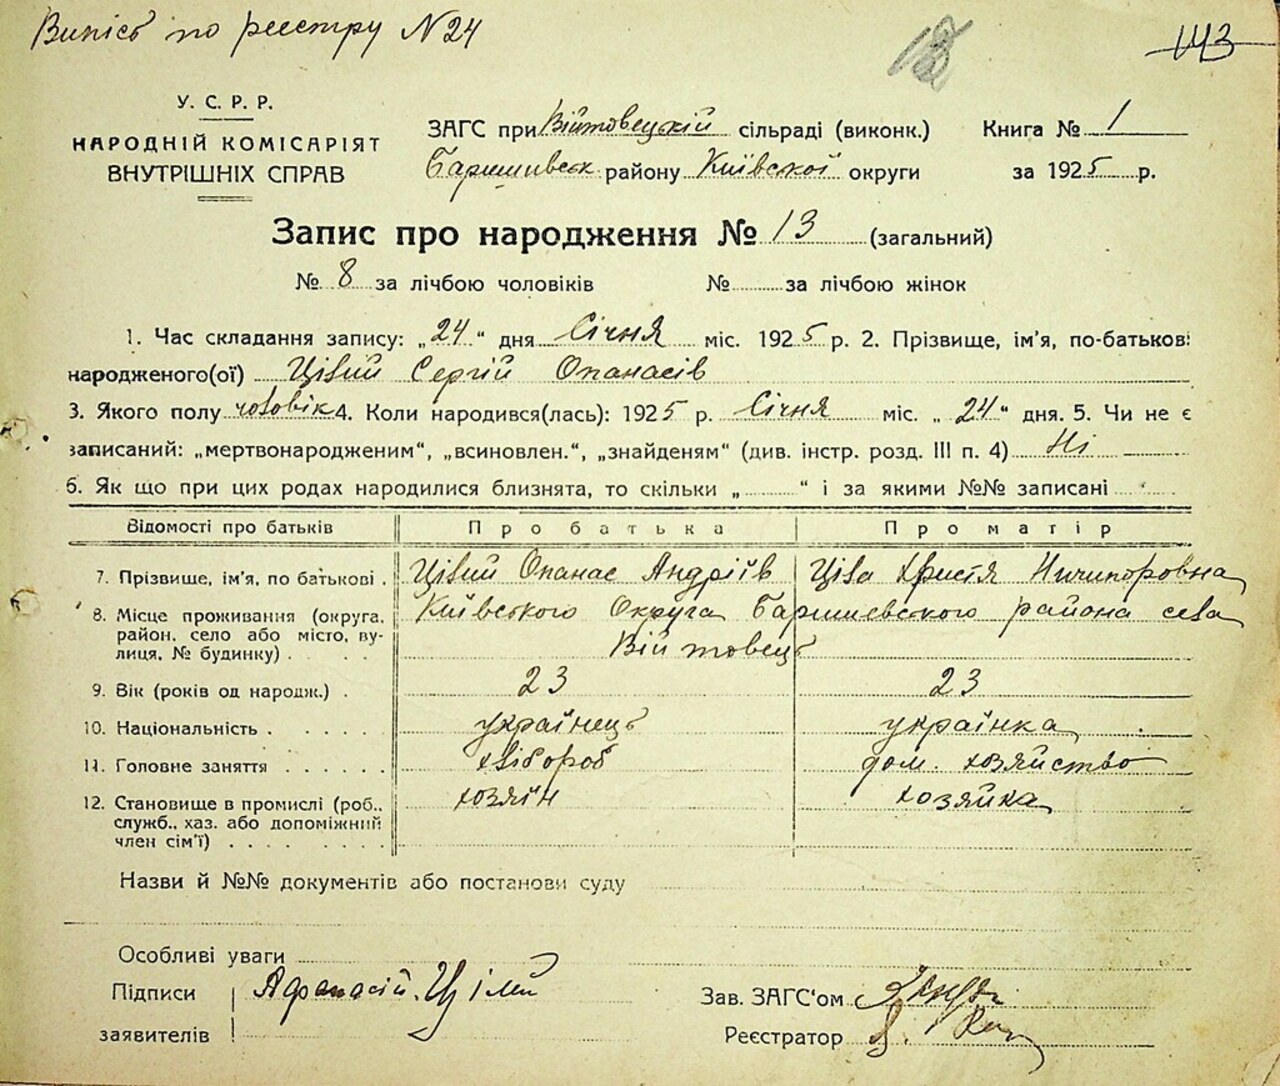 Випис по реєстру N 24
143
У. С. Р. Р.
НАРОДНІЙ КОМІСАРІЯТ
ВНУТРІШНІХ СПРАВ
ЗАГС при Війтовецькій сільраді (виконк.)
Баришивськ району Київської округи
Книга № 1
за 1925 р.
Запис про народження № 13 (загальний)
№ 8 за лічбою чоловіків № за лічбою жінок
1. Час складання запису: „24“ дня Січня міс. 1925 р. 2. Прізвище, ім'я, по-батьков:
народженого(ої) Цівий Сергій Опанасів
3. Якого полу чоловік 4. Коли народився(лась): 1925 р. Січня міс. „24“ дня. 5. Чи не є
записаний: „мертвонародженим“, „всиновлен.“, „знайденям“ (див. інстр. розд. III п. 4) Ні
6. Як що при цих родах народилися близнята, то скільки „ “ і за якими №№ записані
Відомості про батьків Про батька Про матір
7. Прізвище, ім'я, по батькові. Цівий Опанас Андріїв Ціва Христя Ничипоровна
8. Місце проживання (округа, район, село або місто, вулиця, № будинку) Київського Округа Баришевського района села
Війтовець
9. Вік (років од народж.) . 23 23
10. Національність . . . . . українець українка
11. Головне заняття . . . . . . хлібороб дом. хозяйство
12. Становище в промислі (роб., хозяїн хозяйка
служб., хаз. або допоміжний
член сім'ї) . . . . . . .
Назви й №№ документів або постанови суду
Особливі уваги
Підписи Афанасій Цівий
заявителів
Зав. ЗАГС'ом
Реєстратор